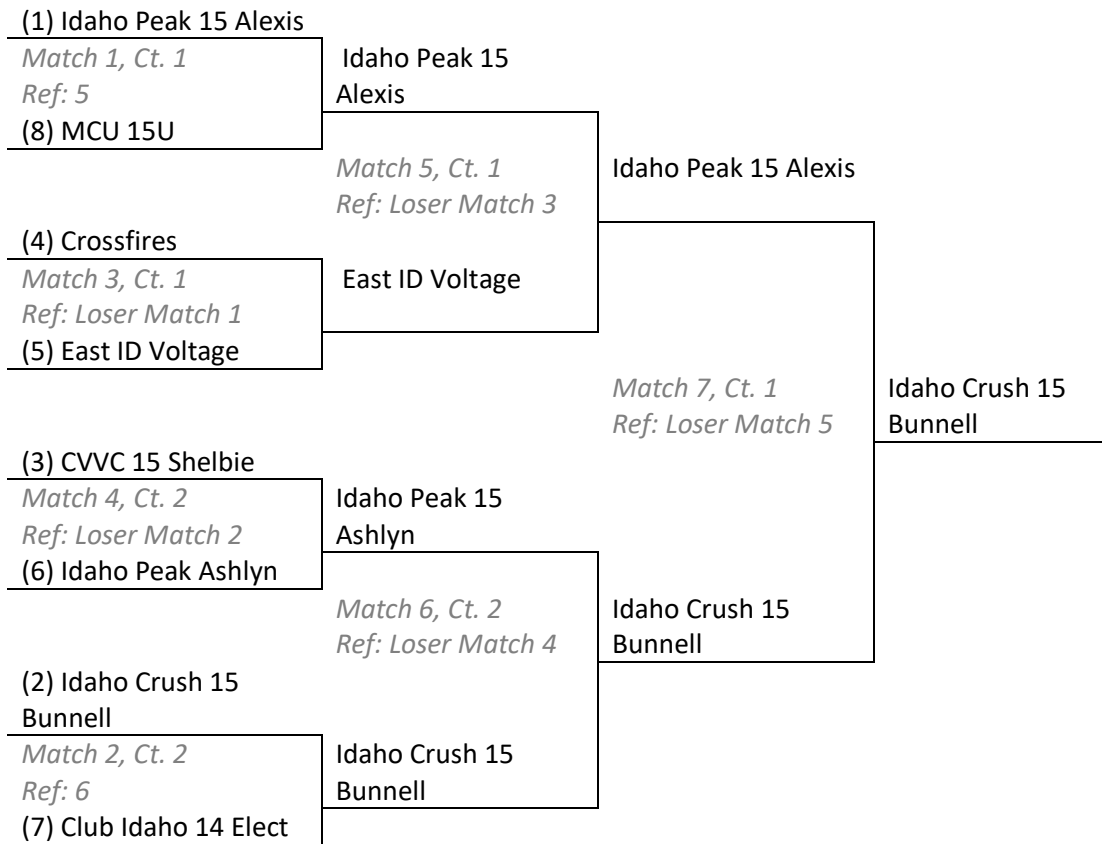 (1) Idaho Peak 15 Alexis
Match 1, Ct. 1
Ref: 5
(8) MCU 15U
Idaho Peak 15
Alexis
Match 5, Ct. 1
Ref: Loser Match 3
Idaho Peak 15 Alexis
(4) Crossfires
Match 3, Ct. 1
Ref: Loser Match 1
(5) East ID Voltage
East ID Voltage
Match 7, Ct. 1
Ref: Loser Match 5
Idaho Crush 15
Bunnell
(3) CVVC 15 Shelbie
Match 4, Ct. 2
Ref: Loser Match 2
(6) Idaho Peak Ashlyn
Idaho Peak 15
Ashlyn
Match 6, Ct. 2
Ref: Loser Match 4
Idaho Crush 15
Bunnell
(2) Idaho Crush 15
Bunnell
Match 2, Ct. 2
Ref: 6
(7) Club Idaho 14 Elect
Idaho Crush 15
Bunnell